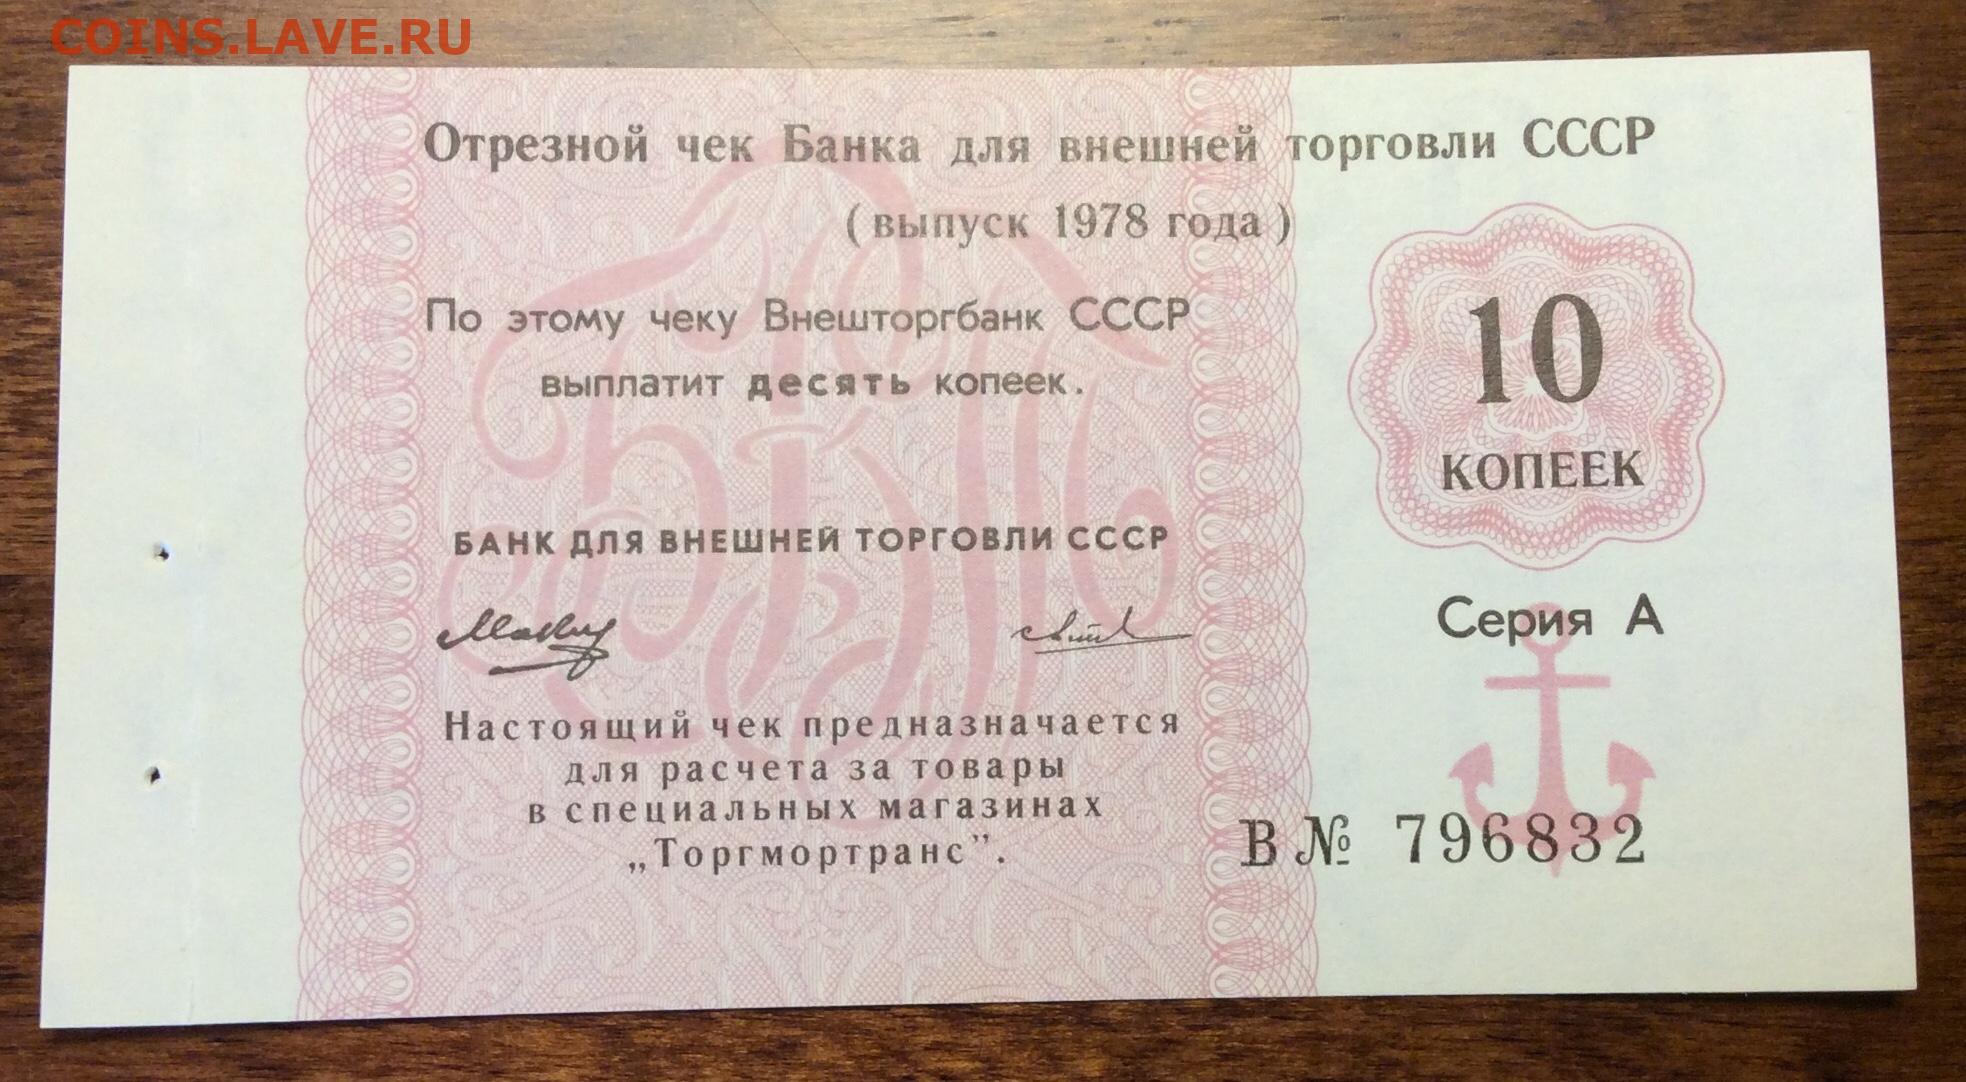 COINS.LAVE.RU
Отрезной чек Банка для внешней торговли СССР
(выпуск 1978 года)
По этому чеку Внешторгбанк СССР
выплатит десять копеек.
10
КОПЕЕК
БАНК ДЛЯ ВНЕШНЕЙ ТОРГОВЛИ СССР
Серия А
Настоящий чек предназначается
для расчета за товары
в специальных магазинах
„Торгмортранс”.
В № 796832